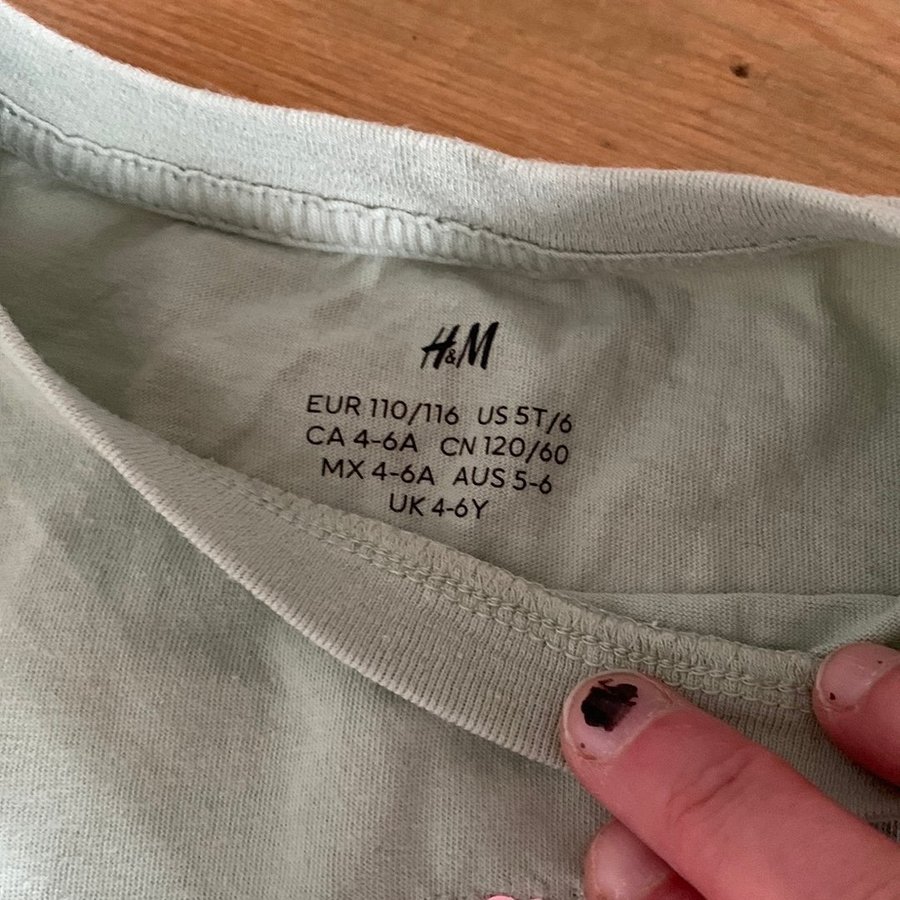 H&M
EUR 110/116 US 5T/6
CA 4-6A CN 120/60
MX 4-6A AUS 5-6
UK 4-6Y